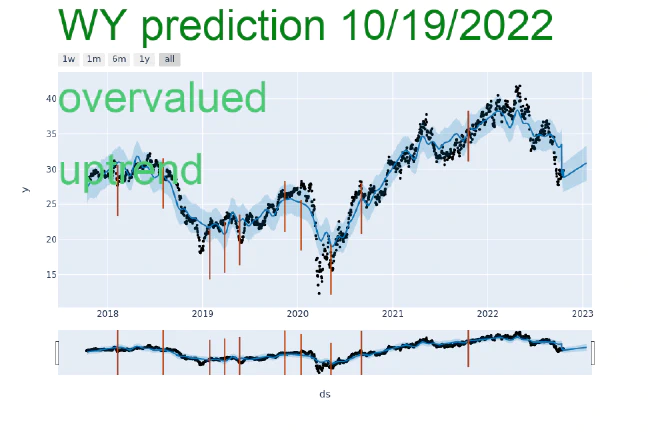 WY prediction 10/19/2022
1w 1m 6m 1y all
overvalued
uptrend
40
35
30
25
20
15
y
2018 2019 2020 2021 2022 2023
ds